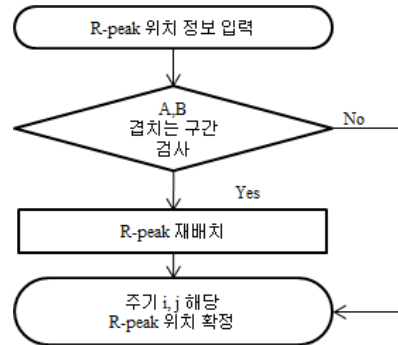 R-peak 위치 정보 입력
A,B
겹치는 구간
검사
No
Yes
R-peak 재배치
주기 i, j 해당
R-peak 위치 확정